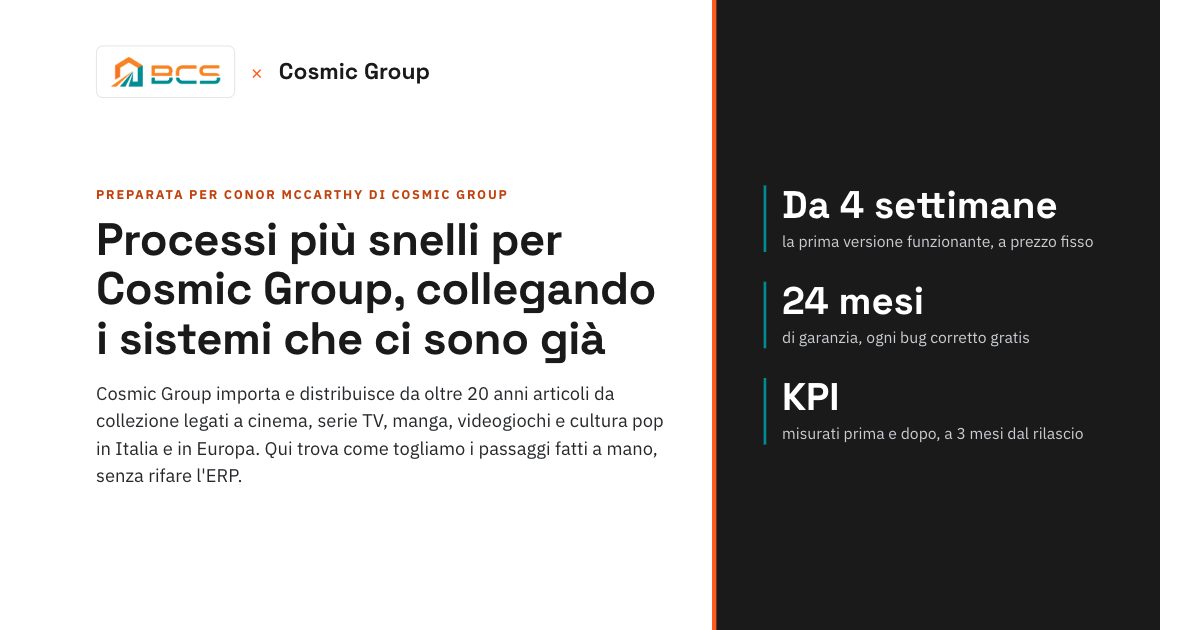 BCS × Cosmic Group
PREPARATA PER CONOR MCCARTHY DI COSMIC GROUP
Processi più snelli per
Cosmic Group, collegando
i sistemi che ci sono già
Cosmic Group importa e distribuisce da oltre 20 anni articoli da
collezione legati a cinema, serie TV, manga, videogiochi e cultura pop
in Italia e in Europa. Qui trova come togliamo i passaggi fatti a mano,
senza rifare l'ERP.
Da 4 settimane
la prima versione funzionante, a prezzo fisso
24 mesi
di garanzia, ogni bug corretto gratis
KPI
misurati prima e dopo, a 3 mesi dal rilascio